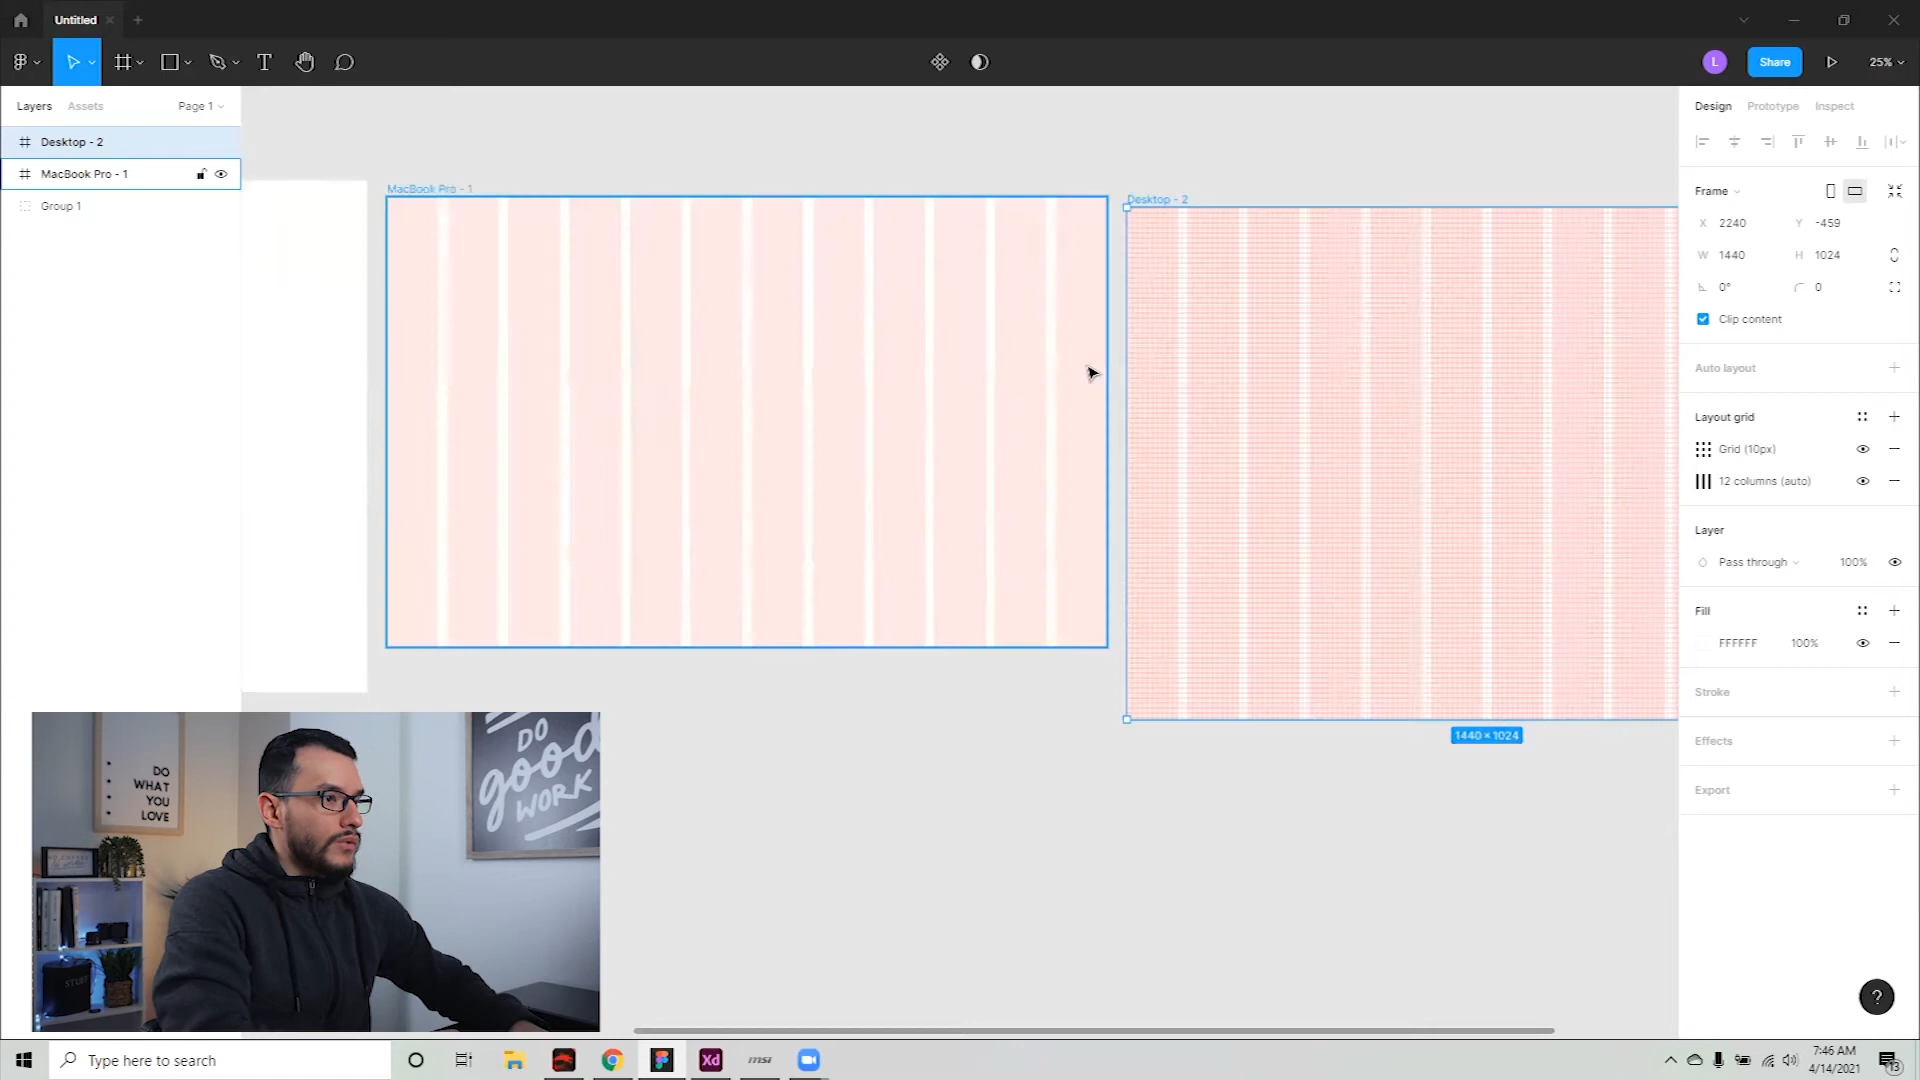 Untitled
Share
25%
L
Layers
Assets
Page 1
Desktop - 2
MacBook Pro - 1
Group 1
MacBook Pro - 1
Desktop - 2
1440 × 1024
Design
Prototype
Inspect
Frame
X 2240
Y -459
W 1440
H 1024
0°
0
Clip content
Auto layout
Layout grid
Grid (10px)
12 columns (auto)
Layer
Pass through
100%
Fill
FFFFFF
100%
Stroke
Effects
Export
?
DO
WHAT
YOU
LOVE
DO
good
WORK
Type here to search
Xd
msi
7:46 AM
4/14/2021
13